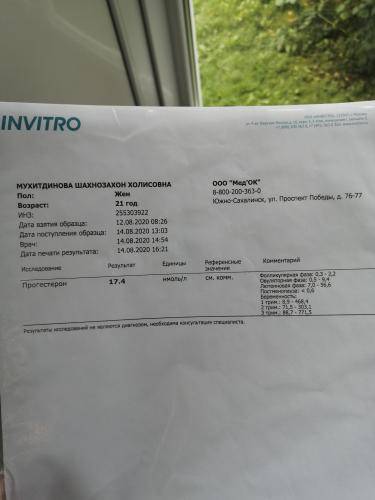 INVITRO
МУХИТДИНОВА ШАХНОЗАХОН ХОЛИСОВНА
Пол: Жен
Возраст: 21 год
ИНЗ: 255303922
Дата взятия образца: 12.08.2020 08:26
Дата поступления образца: 14.08.2020 13:03
Врач: 14.08.2020 14:54
Дата печати результата: 14.08.2020 16:21
ООО "Мед'ОК"
8-800-200-363-0
Южно-Сахалинск, ул. Проспект Победы, д. 76-77
Исследование Результат Единицы Референсные значение Комментарий
Прогестерон 17.4 нмоль/л см. комм. Фолликулярная фаза: 0,3 - 2,2
Овуляторная фаза: 0,5 - 9,4
Лютеиновая фаза: 7,0 - 56,6
Постменопауза: < 0,6
Беременность:
1 трим.: 8,9 - 468,4
2 трим.: 71,5 - 303,1
3 трим.: 88,7 - 771,5
Результаты исследований не являются диагнозом, необходима консультация специалиста.